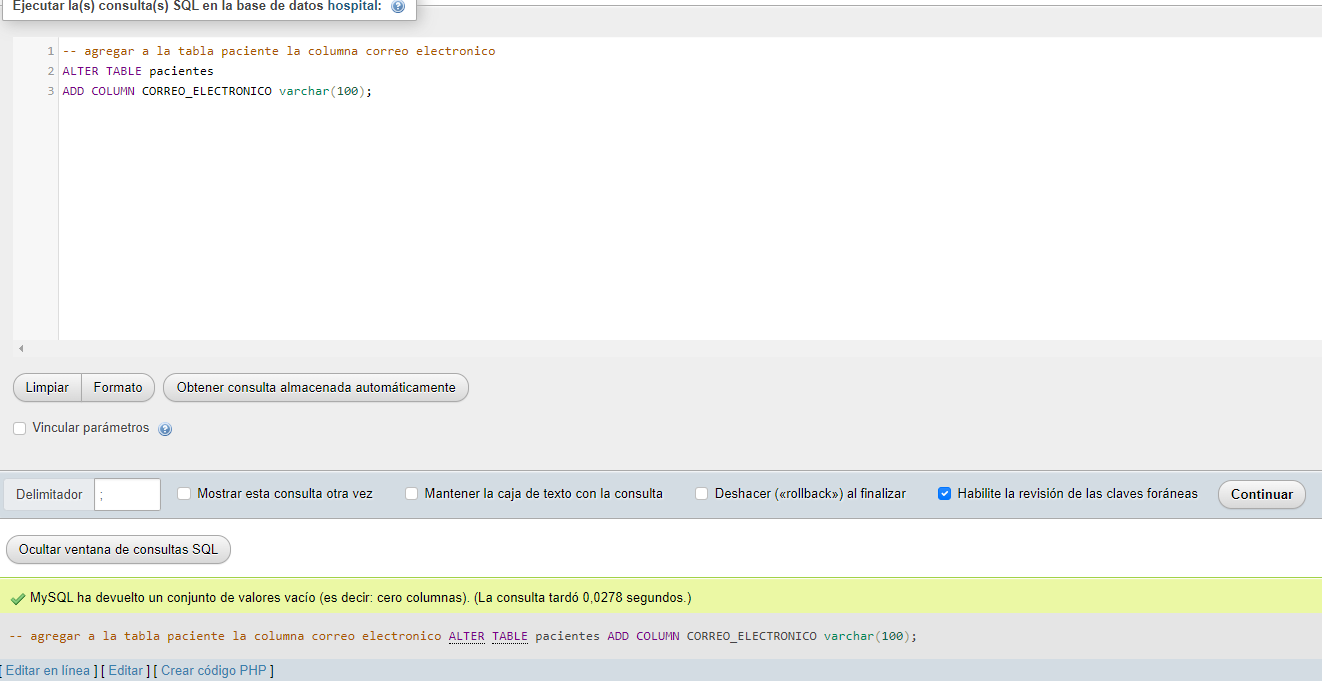 Ejecutar la(s) consulta(s) SQL en la base de datos hospital:
1 -- agregar a la tabla paciente la columna correo electronico
2 ALTER TABLE pacientes
3 ADD COLUMN CORREO_ELECTRONICO varchar(100);
Limpiar Formato Obtener consulta almacenada automáticamente
Vincular parámetros
Delimitador ; Mostrar esta consulta otra vez Mantener la caja de texto con la consulta Deshacer («rollback») al finalizar Habilite la revisión de las claves foráneas Continuar
Ocultar ventana de consultas SQL
MySQL ha devuelto un conjunto de valores vacío (es decir: cero columnas). (La consulta tardó 0,0278 segundos.)
-- agregar a la tabla paciente la columna correo electronico ALTER TABLE pacientes ADD COLUMN CORREO_ELECTRONICO varchar(100);
[ Editar en línea ] [ Editar ] [ Crear código PHP ]